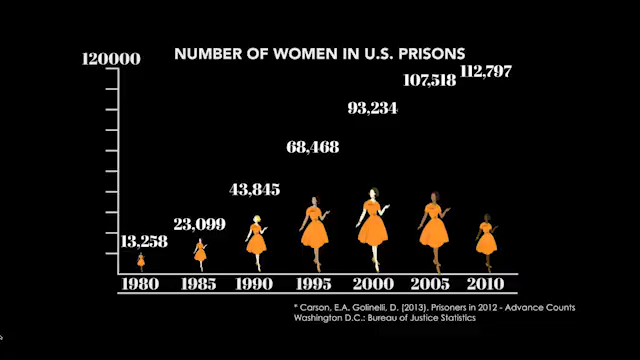 NUMBER OF WOMEN IN U.S. PRISONS
120000
13,258
23,099
43,845
68,468
93,234
107,518
112,797
1980 1985 1990 1995 2000 2005 2010
* Carson, E.A. Golinelli, D. (2013). Prisoners in 2012 - Advance Counts
Washington D.C.: Bureau of Justice Statistics